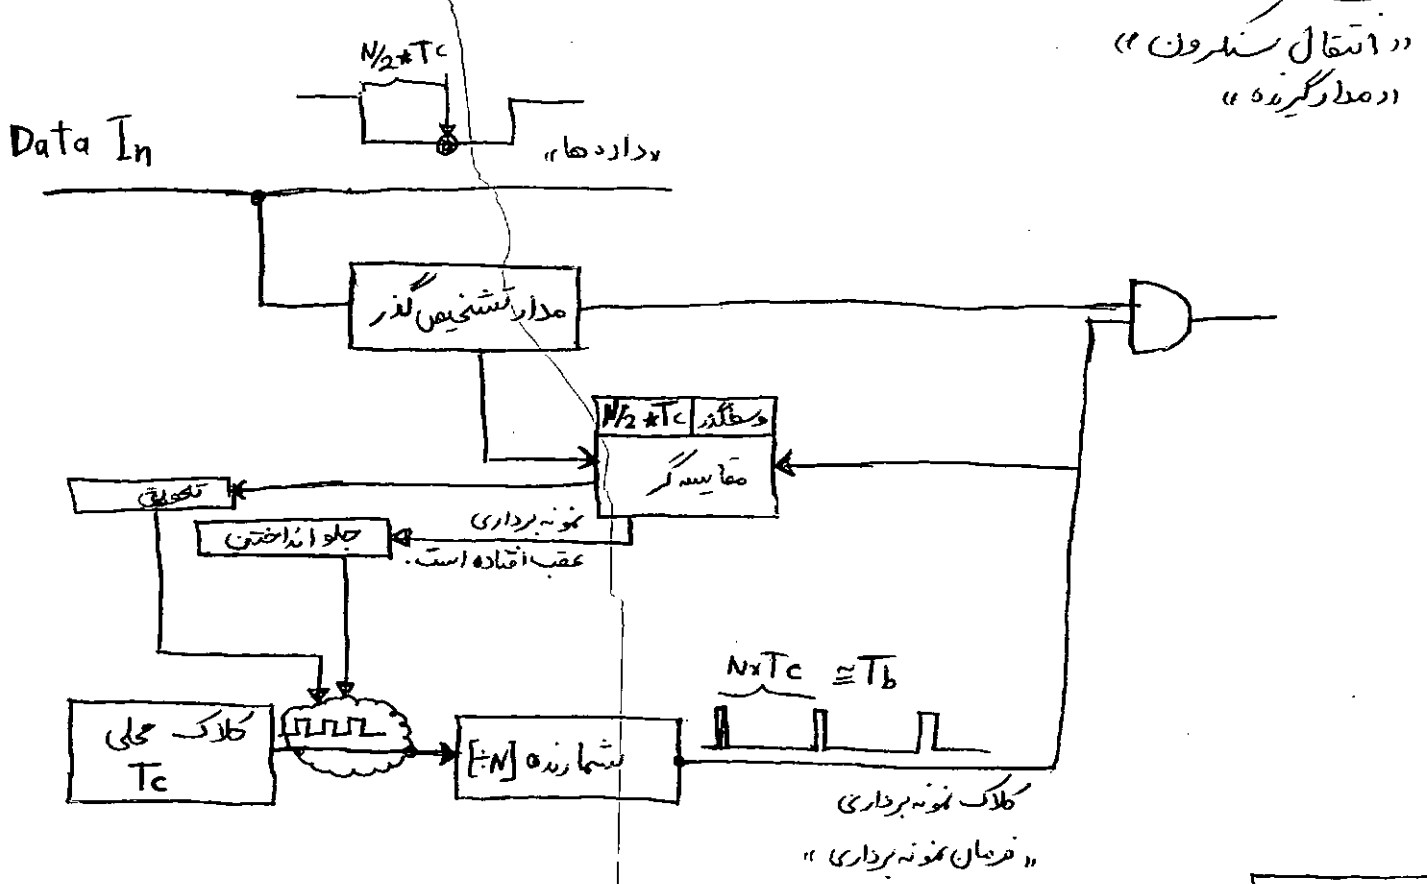 «انتقال سنکرون»
«مدار گیرنده»
N/2*Tc
Data In
«داده ها»
مدار تشخیص گذر
N/2*Tc
وسط گذر
مقایسه گر
تعویق
جلو انداختن
نمونه برداری
عقب افتاده است.
کلاک محلی
Tc
شمارنده [÷N]
N×Tc ≅ Tb
کلاک نمونه برداری
«فرمان نمونه برداری»